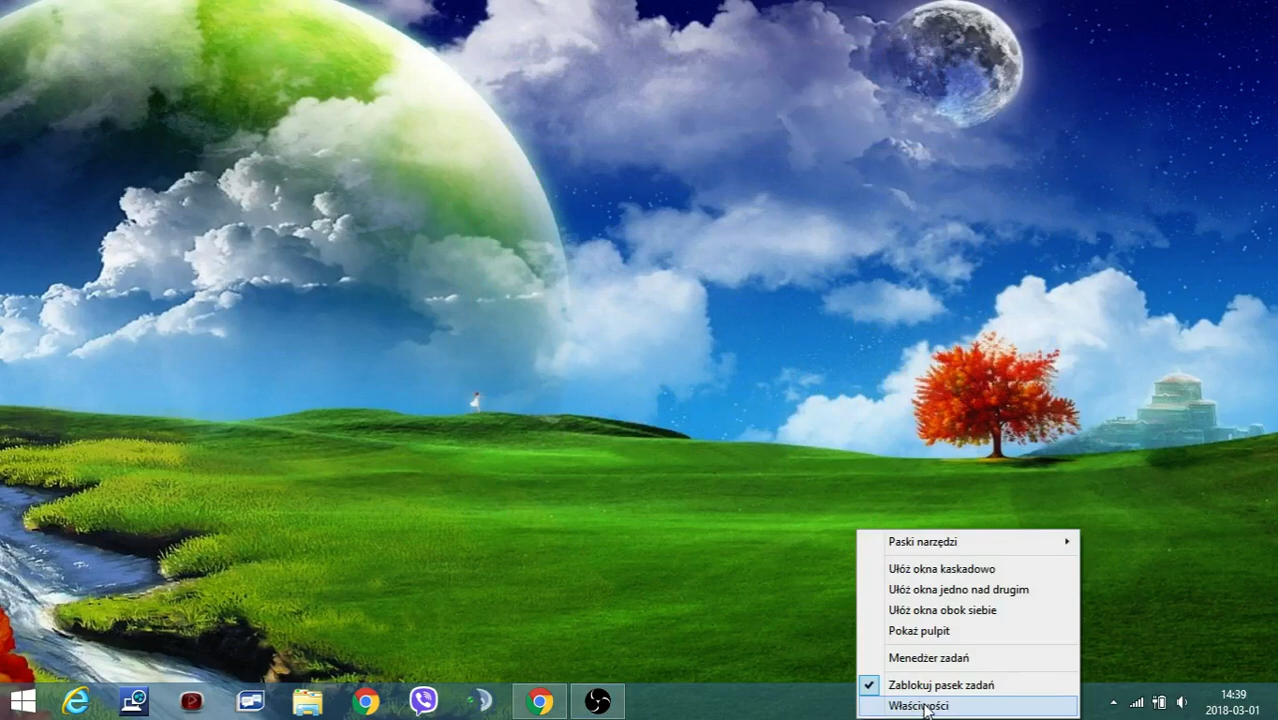 Paski narzędzi
Ułóż okna kaskadowo
Ułóż okna jedno nad drugim
Ułóż okna obok siebie
Pokaż pulpit
Menedżer zadań
Zablokuj pasek zadań
Właściwości
14:39
2018-03-01